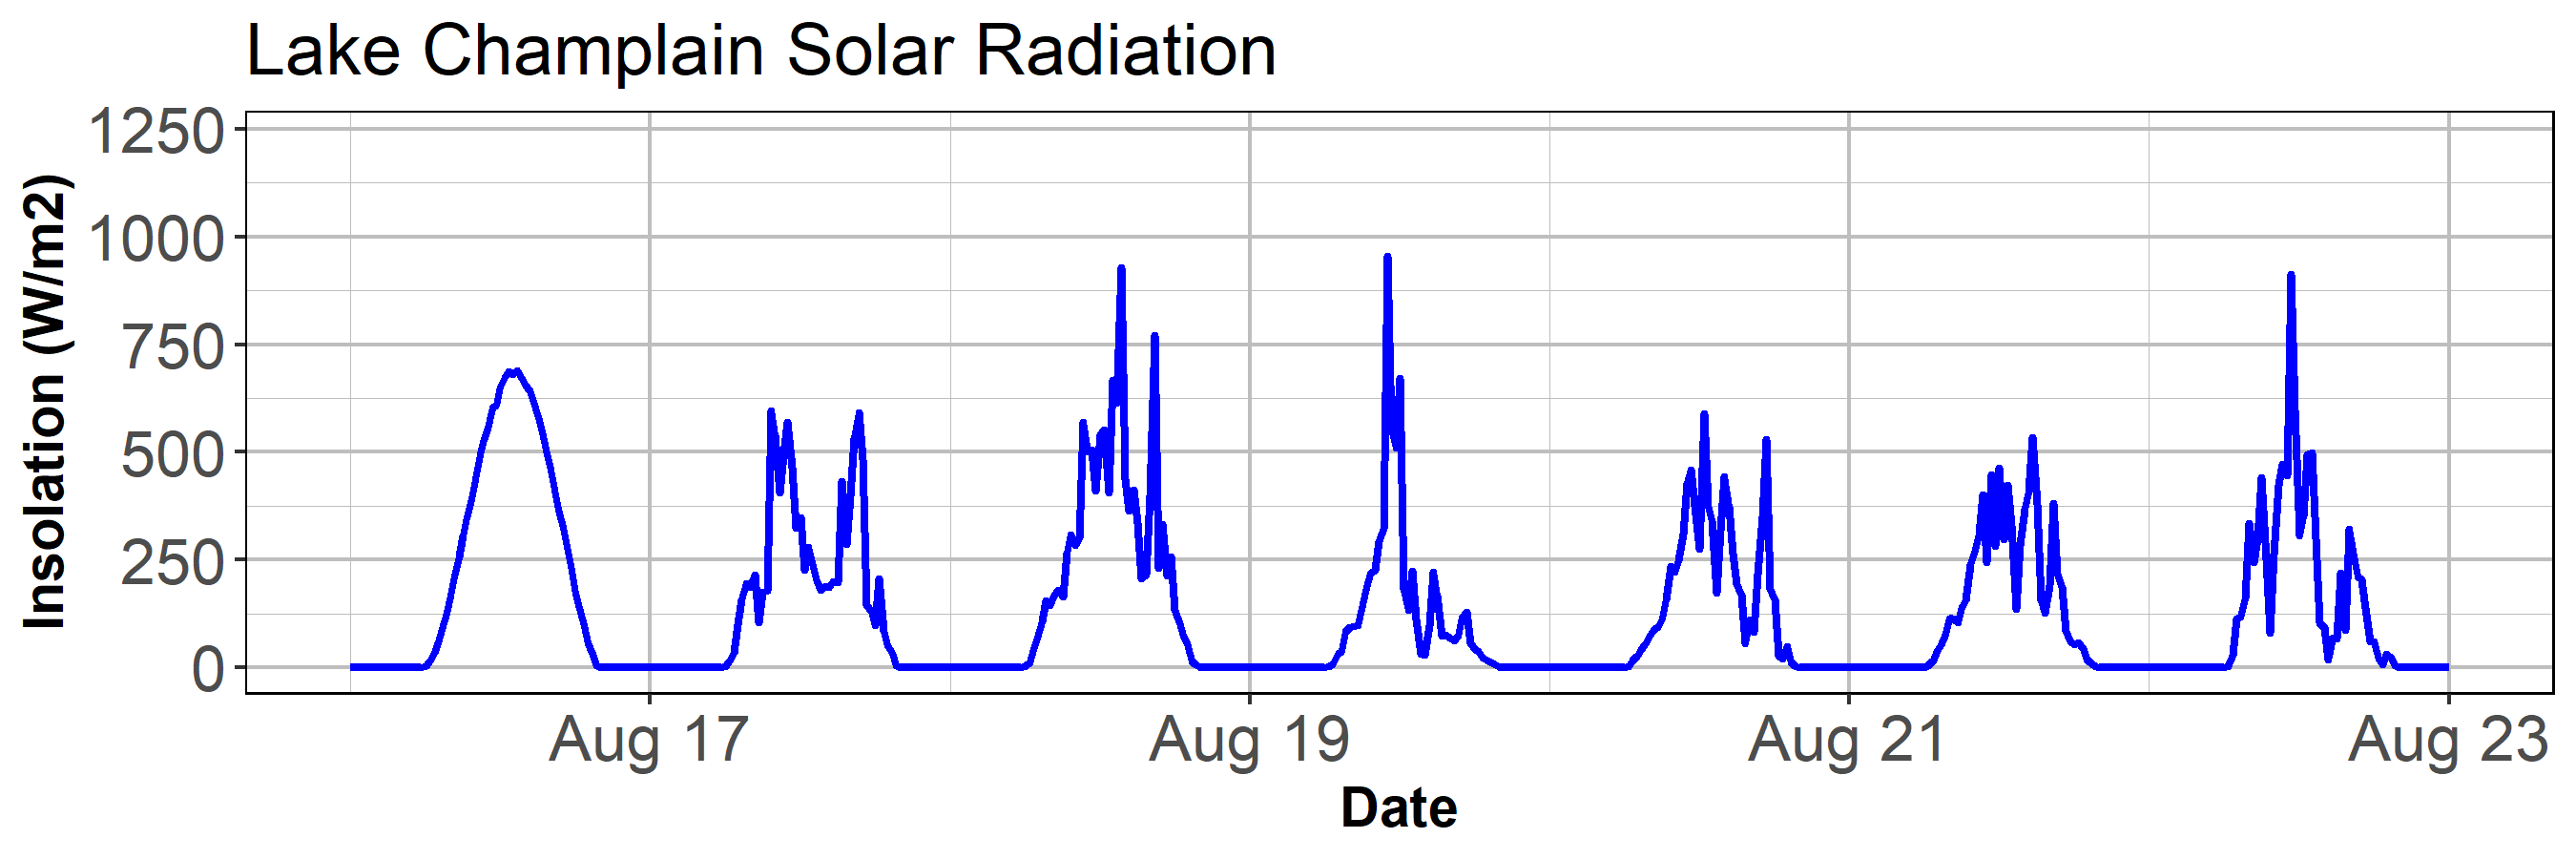 Lake Champlain Solar Radiation
Insolation (W/m2)
1250
1000
750
500
250
0
Aug 17 Aug 19 Aug 21 Aug 23
Date